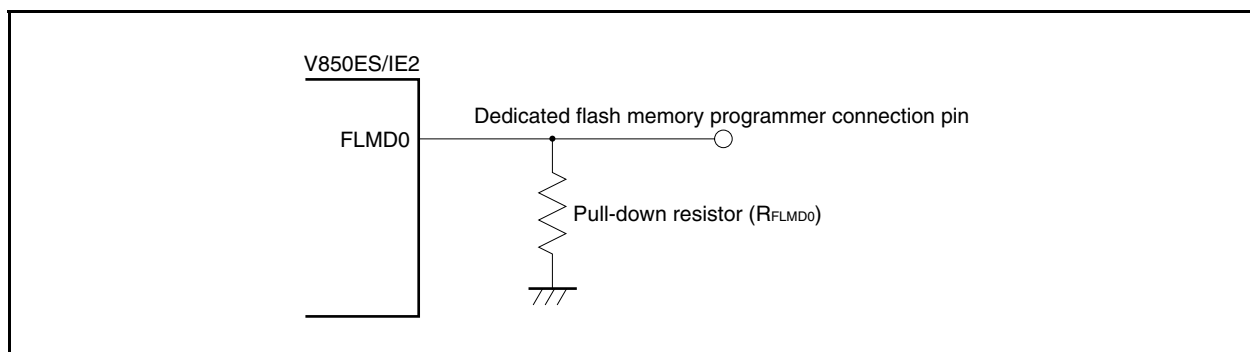 V850ES/IE2
Dedicated flash memory programmer connection pin
FLMD0
Pull-down resistor (RFLMD0)